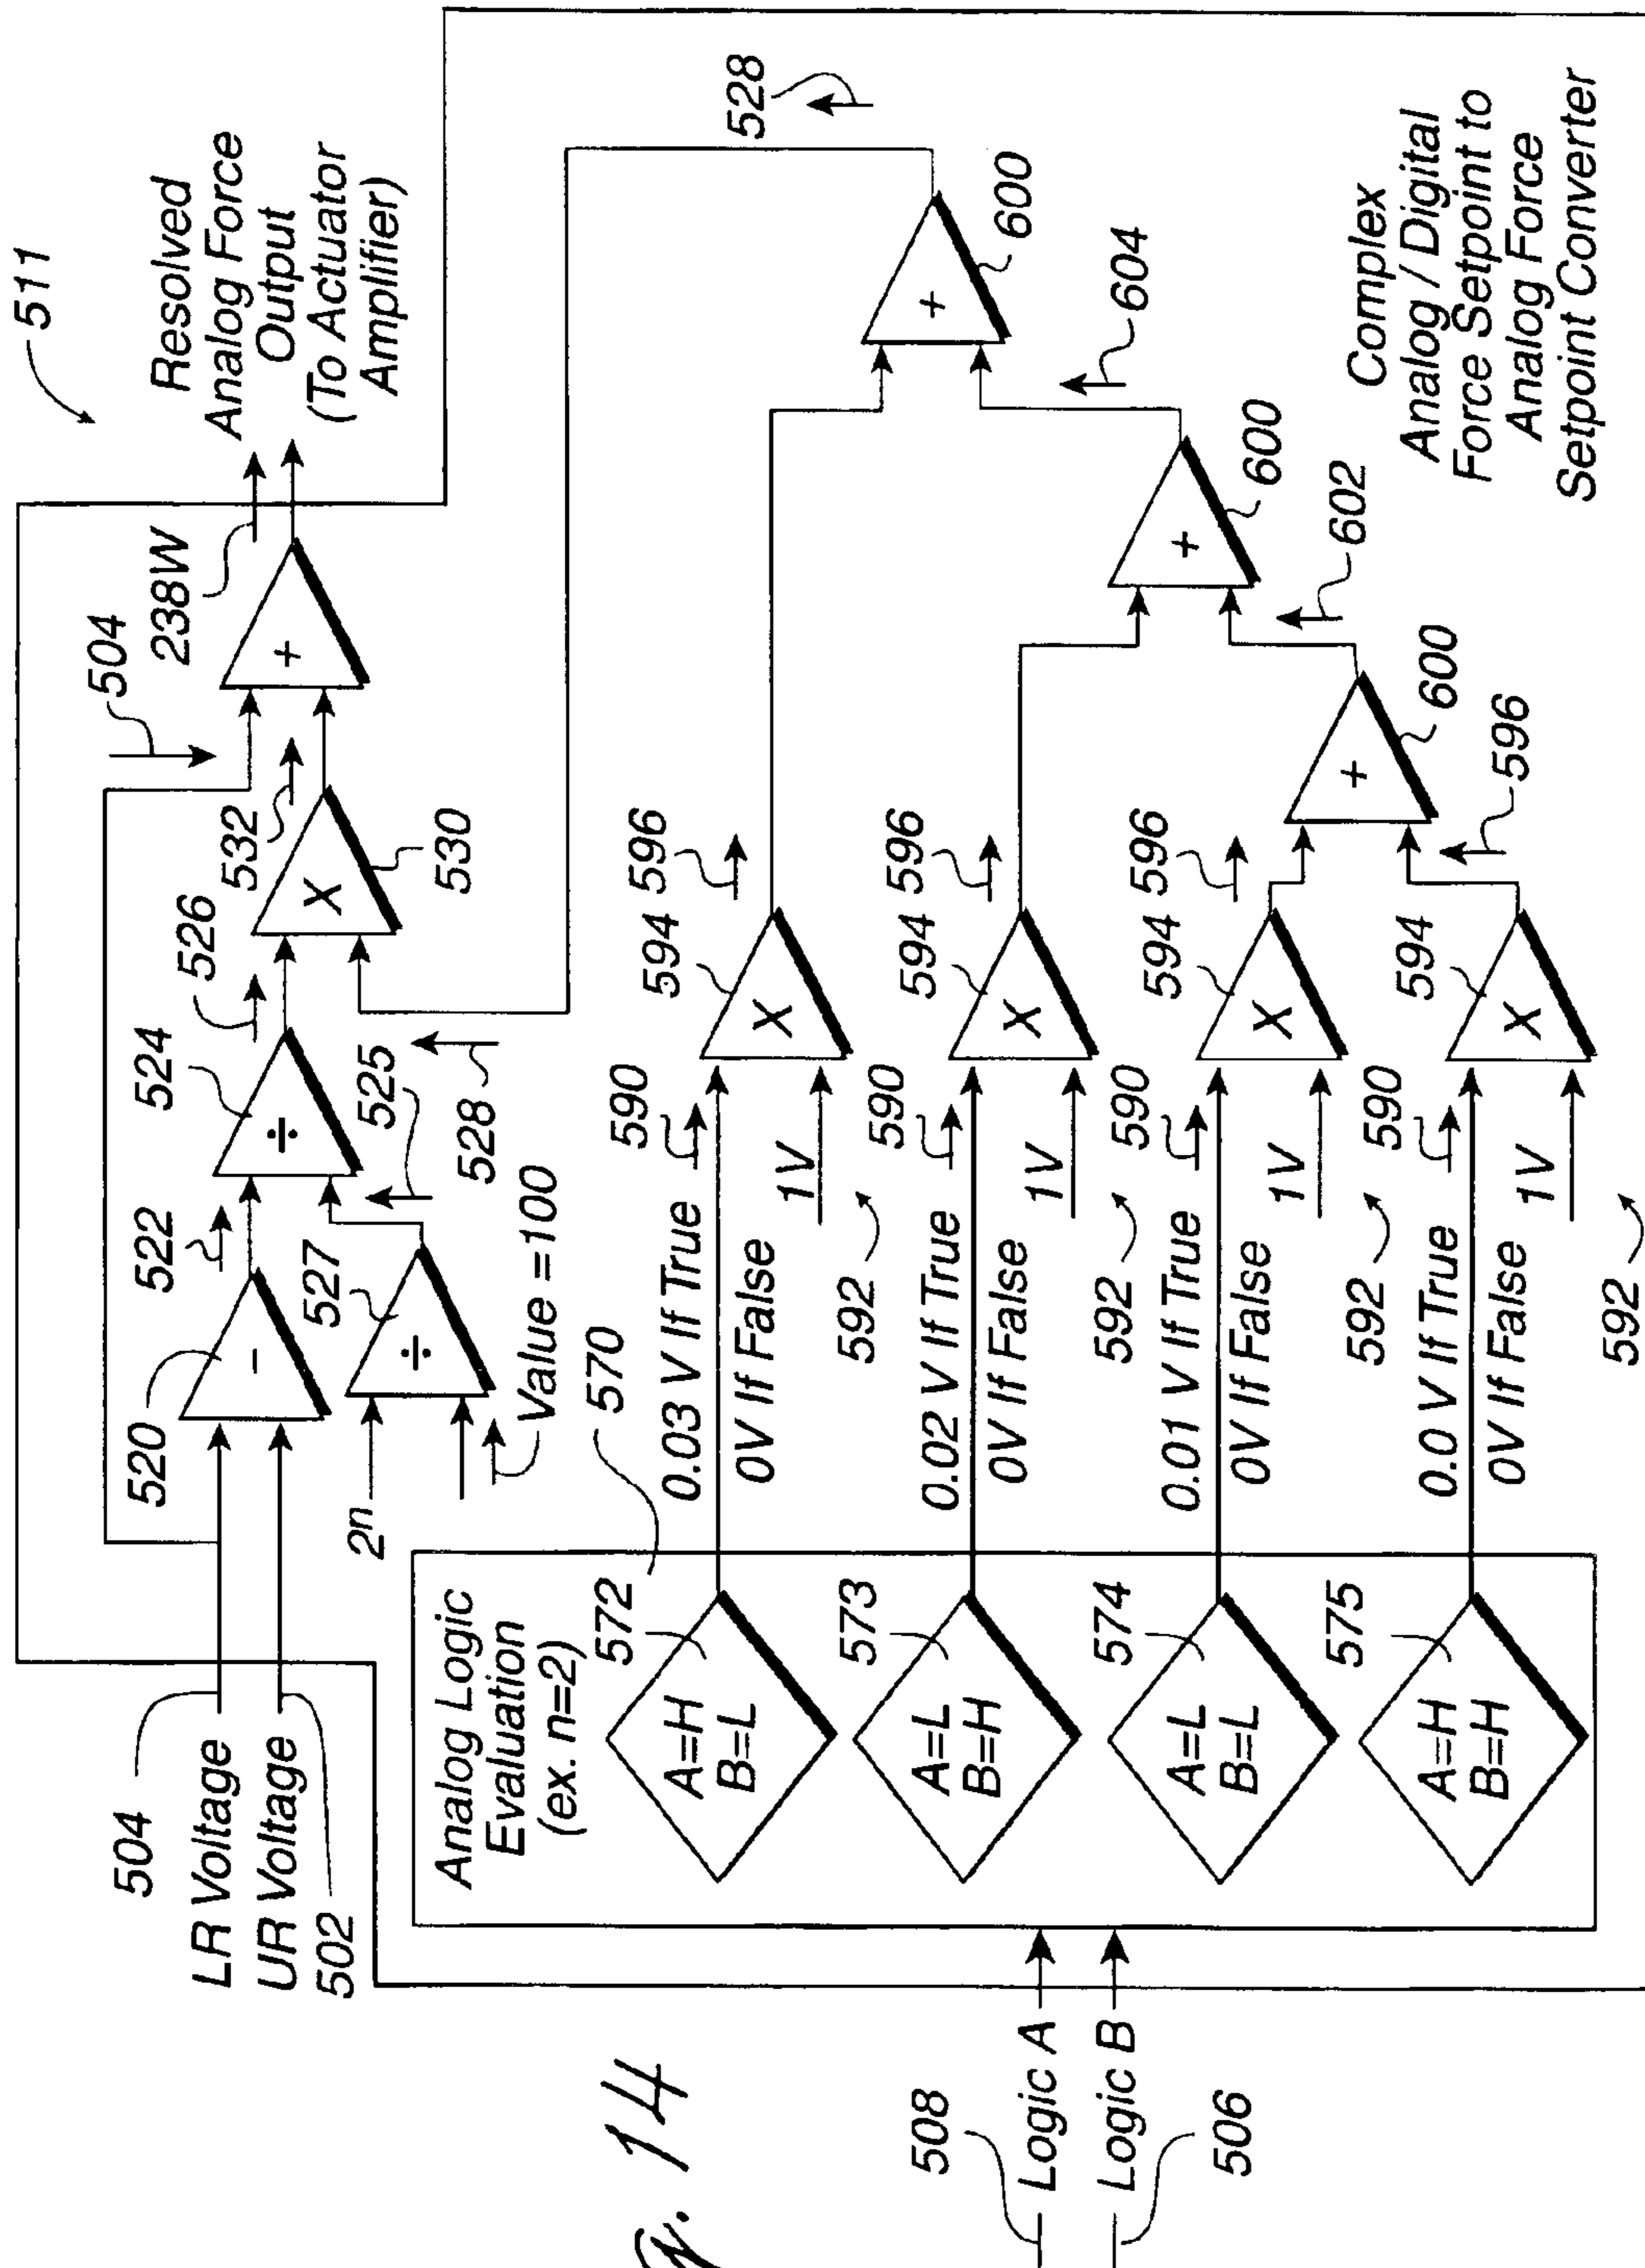 511
504
LR Voltage
UR Voltage
502
520
522
-
2n
527
÷
Value = 100
524
÷
525
526
528
X
530
532
504
+
238W
Resolved
Analog Force
Output
(To Actuator
Amplifier)
528
570
Analog Logic
Evaluation
(ex. n=2)
572
A=H
B=L
0.03 V If True
0V If False
590
1V
592
594
X
596
573
A=L
B=H
0.02 V If True
0V If False
590
1V
592
594
X
596
574
A=L
B=L
0.01 V If True
0V If False
590
1V
592
594
X
596
575
A=H
B=H
0.0 V If True
0V If False
590
1V
592
594
X
596
+
600
602
+
600
604
+
600
Complex
Analog / Digital
Force Setpoint to
Analog Force
Setpoint Converter
508
Logic A
Logic B
506
14